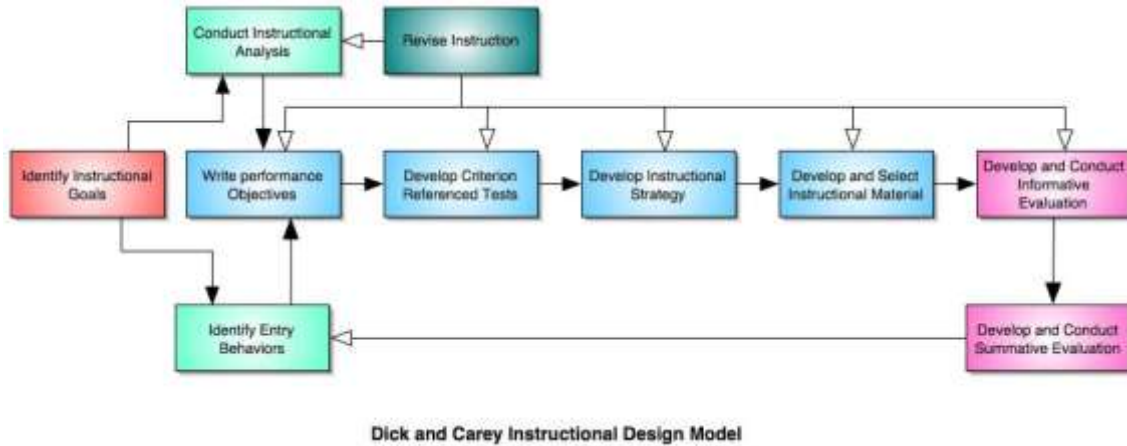 Conduct Instructional
Analysis
Revise Instruction
Identify Instructional
Goals
Write performance
Objectives
Develop Criterion
Referenced Tests
Develop Instructional
Strategy
Develop and Select
Instructional Material
Develop and Conduct
Informative
Evaluation
Identify Entry
Behaviors
Develop and Conduct
Summative Evaluation
Dick and Carey Instructional Design Model